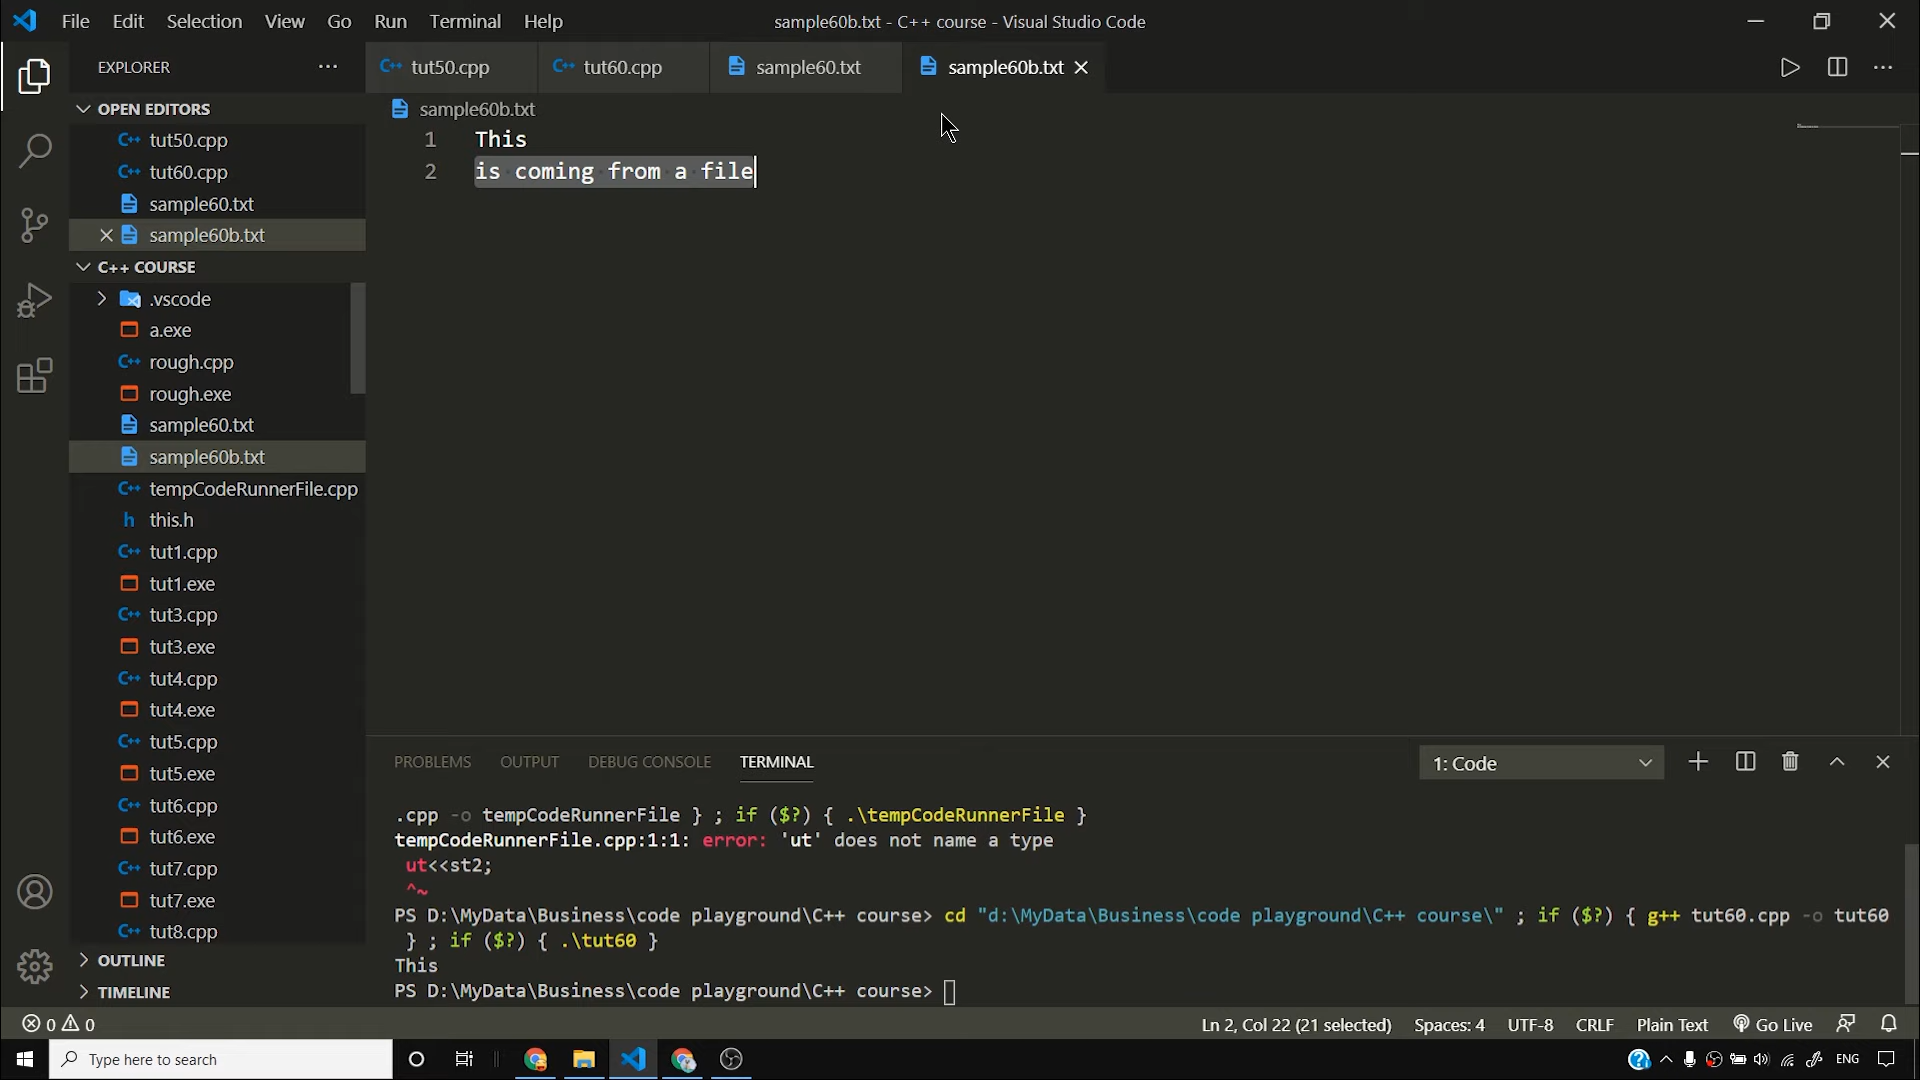 File Edit Selection View Go Run Terminal Help
sample60b.txt - C++ course - Visual Studio Code
EXPLORER
tut50.cpp
tut60.cpp
sample60.txt
sample60b.txt
OPEN EDITORS
tut50.cpp
tut60.cpp
sample60.txt
sample60b.txt
C++ COURSE
.vscode
a.exe
rough.cpp
rough.exe
sample60.txt
sample60b.txt
tempCodeRunnerFile.cpp
this.h
tut1.cpp
tut1.exe
tut3.cpp
tut3.exe
tut4.cpp
tut4.exe
tut5.cpp
tut5.exe
tut6.cpp
tut6.exe
tut7.cpp
tut7.exe
tut8.cpp
OUTLINE
TIMELINE
sample60b.txt
1 This
2 is coming from a file
PROBLEMS OUTPUT DEBUG CONSOLE TERMINAL
1: Code
.cpp -o tempCodeRunnerFile } ; if ($?) { .\tempCodeRunnerFile }
tempCodeRunnerFile.cpp:1:1: error: 'ut' does not name a type
ut<<st2;
^~
PS D:\MyData\Business\code playground\C++ course> cd "d:\MyData\Business\code playground\C++ course\" ; if ($?) { g++ tut60.cpp -o tut60
} ; if ($?) { .\tut60 }
This
PS D:\MyData\Business\code playground\C++ course>
0 0
Ln 2, Col 22 (21 selected) Spaces: 4 UTF-8 CRLF Plain Text Go Live
Type here to search
ENG